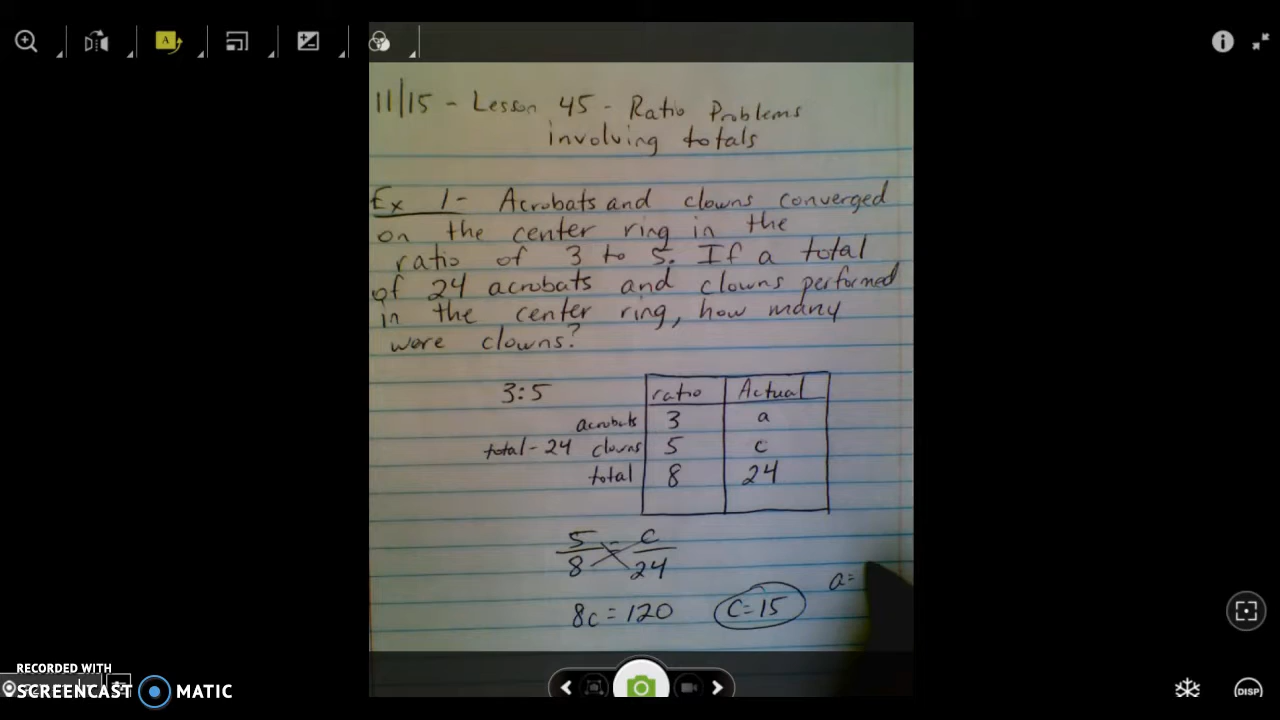 A
i
11/15 - Lesson 45 - Ratio Problems
involving totals
Ex 1- Acrobats and clowns converged
on the center ring in the
ratio of 3 to 5. If a total
of 24 acrobats and clowns performed
in the center ring, how many
were clowns?
3:5
ratio Actual
acrobats 3 a
total - 24 clowns 5 c
total 8 24
5/8 = c/24
a=
8c = 120 c=15
RECORDED WITH
SCREENCAST MATIC
DISP